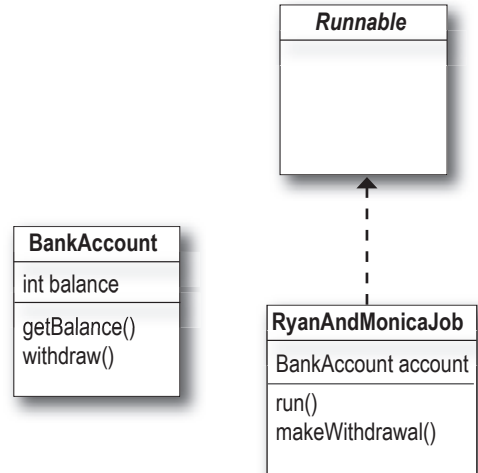 Runnable
BankAccount
int balance
getBalance()
withdraw()
RyanAndMonicaJob
BankAccount account
run()
makeWithdrawal()